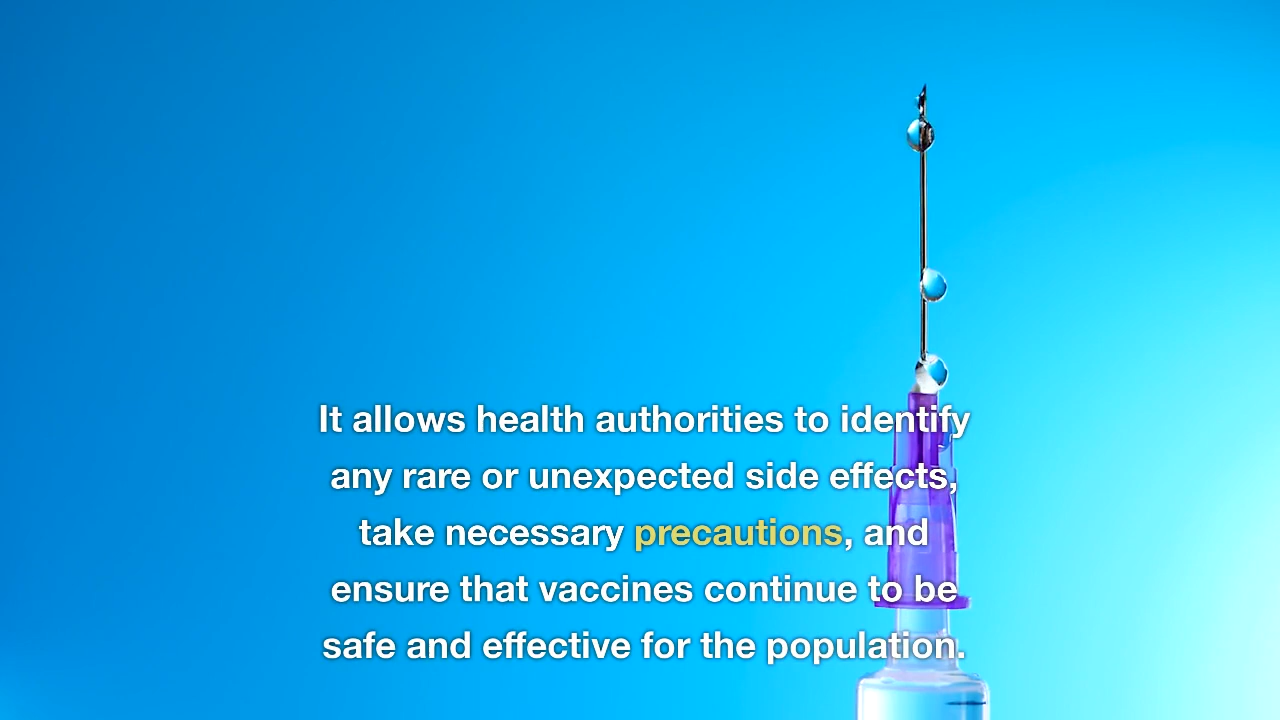 It allows health authorities to identify
any rare or unexpected side effects,
take necessary precautions, and
ensure that vaccines continue to be
safe and effective for the population.